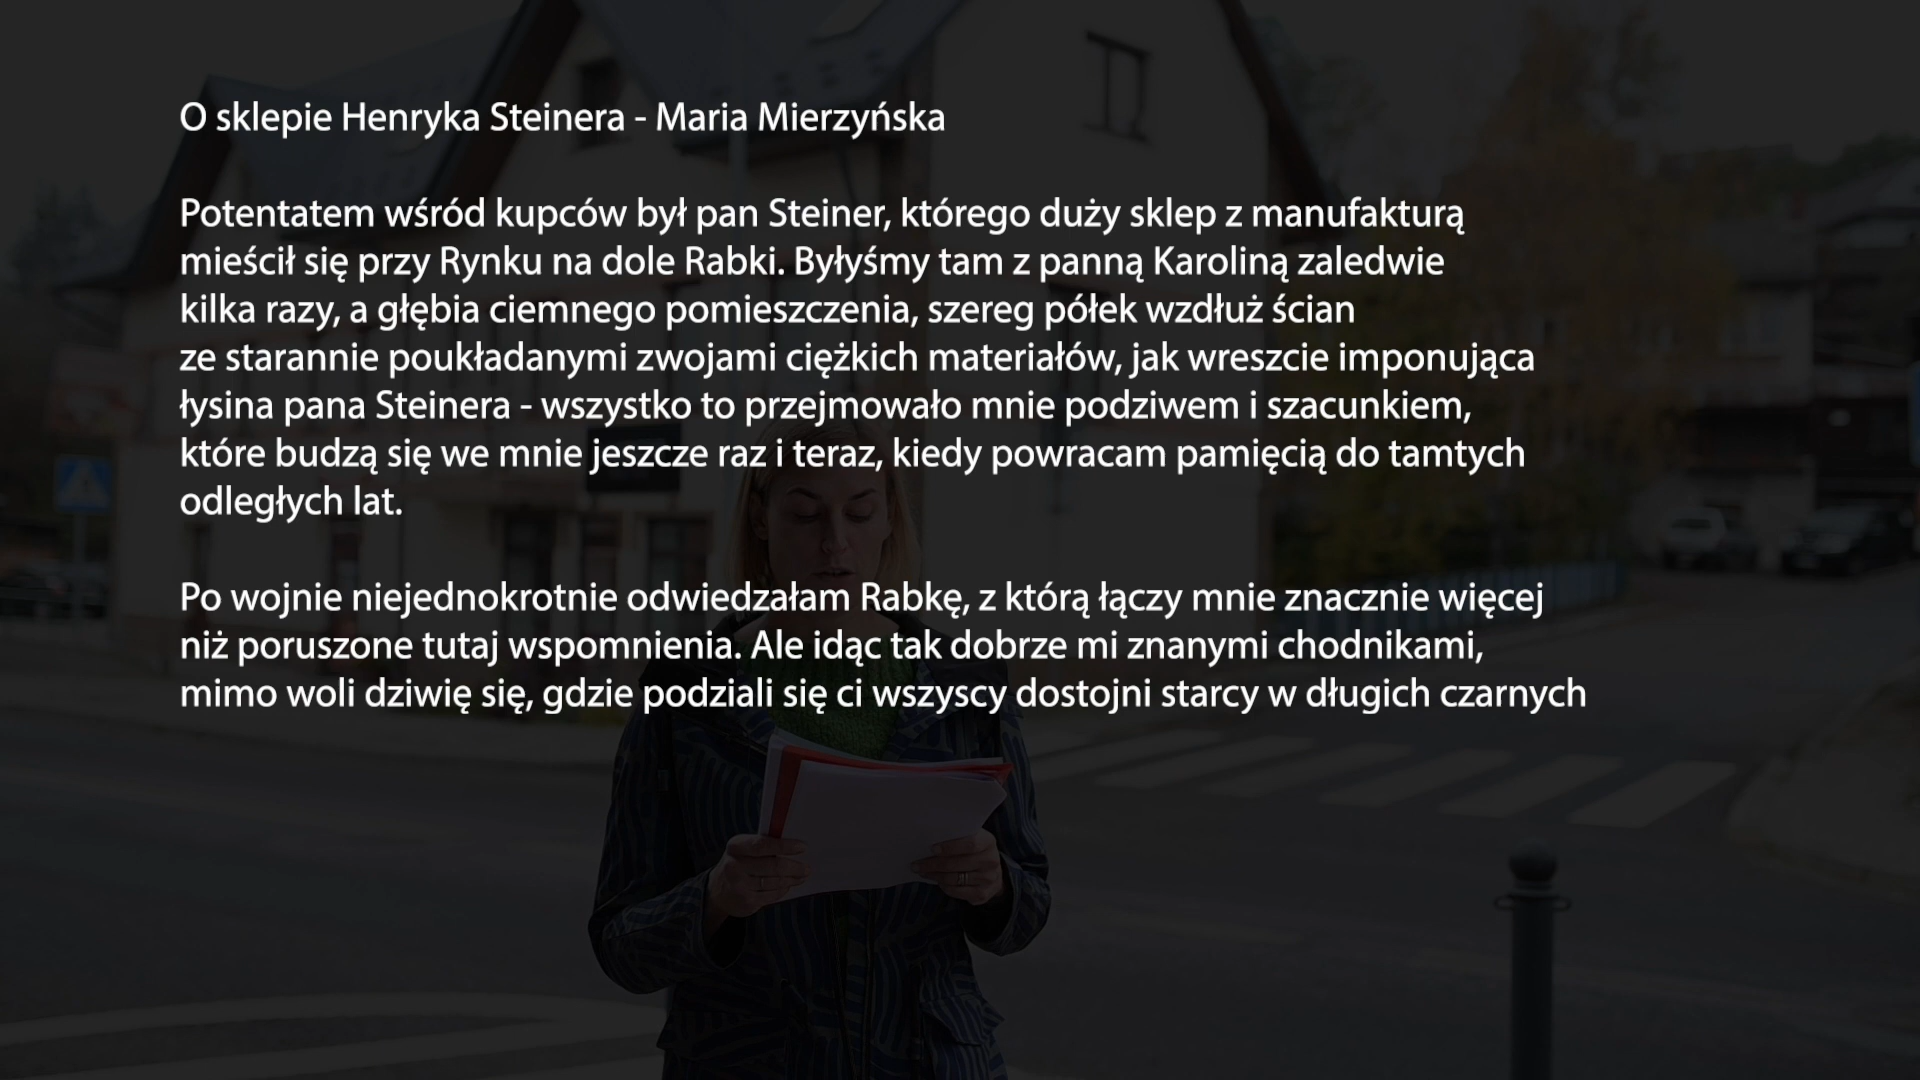 O sklepie Henryka Steinera - Maria Mierzyńska
Potentatem wśród kupców był pan Steiner, którego duży sklep z manufakturą
mieścił się przy Rynku na dole Rabki. Byłyśmy tam z panną Karoliną zaledwie
kilka razy, a głębia ciemnego pomieszczenia, szereg półek wzdłuż ścian
ze starannie poukładanymi zwojami ciężkich materiałów, jak wreszcie imponująca
łysina pana Steinera - wszystko to przejmowało mnie podziwem i szacunkiem,
które budzą się we mnie jeszcze raz i teraz, kiedy powracam pamięcią do tamtych
odległych lat.
Po wojnie niejednokrotnie odwiedzałam Rabkę, z którą łączy mnie znacznie więcej
niż poruszone tutaj wspomnienia. Ale idąc tak dobrze mi znanymi chodnikami,
mimo woli dziwię się, gdzie podziali się ci wszyscy dostojni starcy w długich czarnych